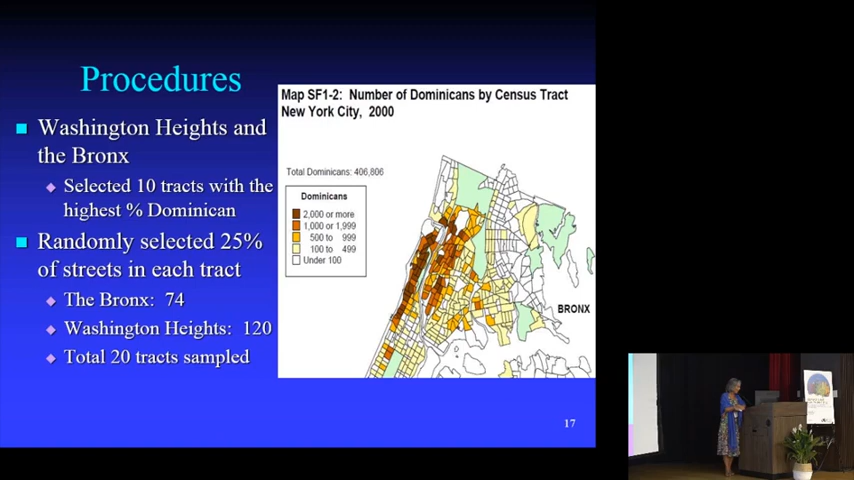 Procedures
Washington Heights and
the Bronx
Selected 10 tracts with the
highest % Dominican
Randomly selected 25%
of streets in each tract
The Bronx: 74
Washington Heights: 120
Total 20 tracts sampled
Map SF1-2: Number of Dominicans by Census Tract
New York City, 2000
Total Dominicans: 406,806
Dominicans
2,000 or more
1,000 or 1,999
500 to 999
100 to 499
Under 100
BRONX
17